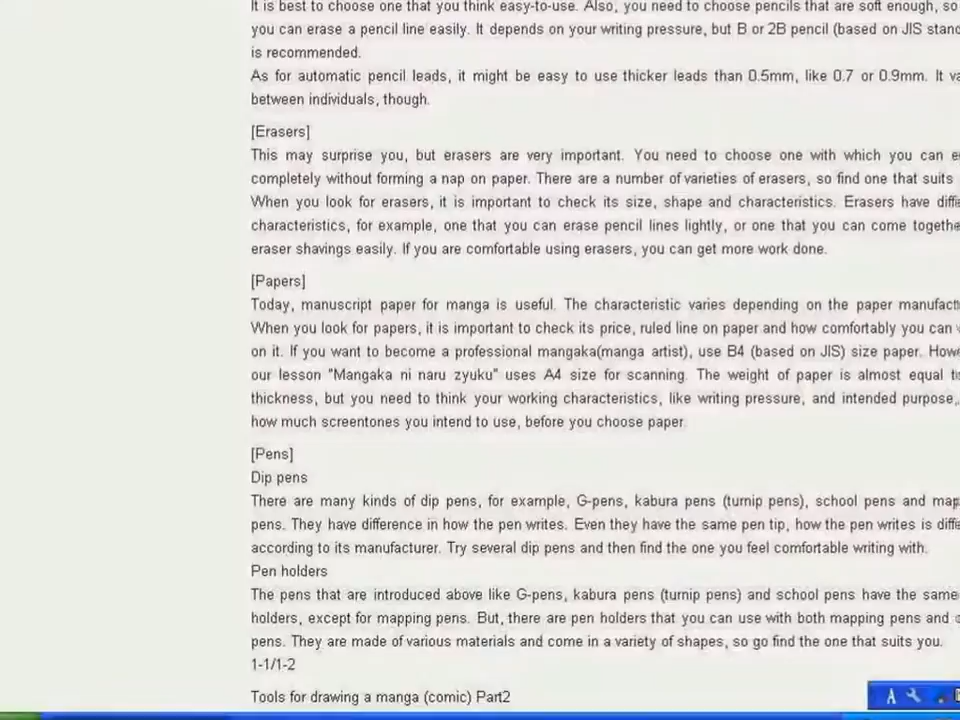 It is best to choose one that you think easy-to-use. Also, you need to choose pencils that are soft enough, so
you can erase a pencil line easily. It depends on your writing pressure, but B or 2B pencil (based on JIS
is recommended.
As for automatic pencil leads, it might be easy to use thicker leads than 0.5mm, like 0.7 or 0.9mm. It
between individuals, though.
[Erasers]
This may surprise you, but erasers are very important. You need to choose one with which you can
completely without forming a nap on paper. There are a number of varieties of erasers, so find one that suits
When you look for erasers, it is important to check its size, shape and characteristics. Erasers have
characteristics, for example, one that you can erase pencil lines lightly, or one that you can come
eraser shavings easily. If you are comfortable using erasers, you can get more work done.
[Papers]
Today, manuscript paper for manga is useful. The characteristic varies depending on the paper
When you look for papers, it is important to check its price, ruled line on paper and how comfortably you can
on it. If you want to become a professional mangaka(manga artist), use B4 (based on JIS) size paper.
our lesson "Mangaka ni naru zyuku" uses A4 size for scanning. The weight of paper is almost equal
thickness, but you need to think your working characteristics, like writing pressure, and intended purpose,
how much screentones you intend to use, before you choose paper.
[Pens]
Dip pens
There are many kinds of dip pens, for example, G-pens, kabura pens (turnip pens), school pens and
pens. They have difference in how the pen writes. Even they have the same pen tip, how the pen writes is
according to its manufacturer. Try several dip pens and then find the one you feel comfortable writing with.
Pen holders
The pens that are introduced above like G-pens, kabura pens (turnip pens) and school pens have the same
holders, except for mapping pens. But, there are pen holders that you can use with both mapping pens and
pens. They are made of various materials and come in a variety of shapes, so go find the one that suits you.
1-1/1-2
Tools for drawing a manga (comic) Part2
A